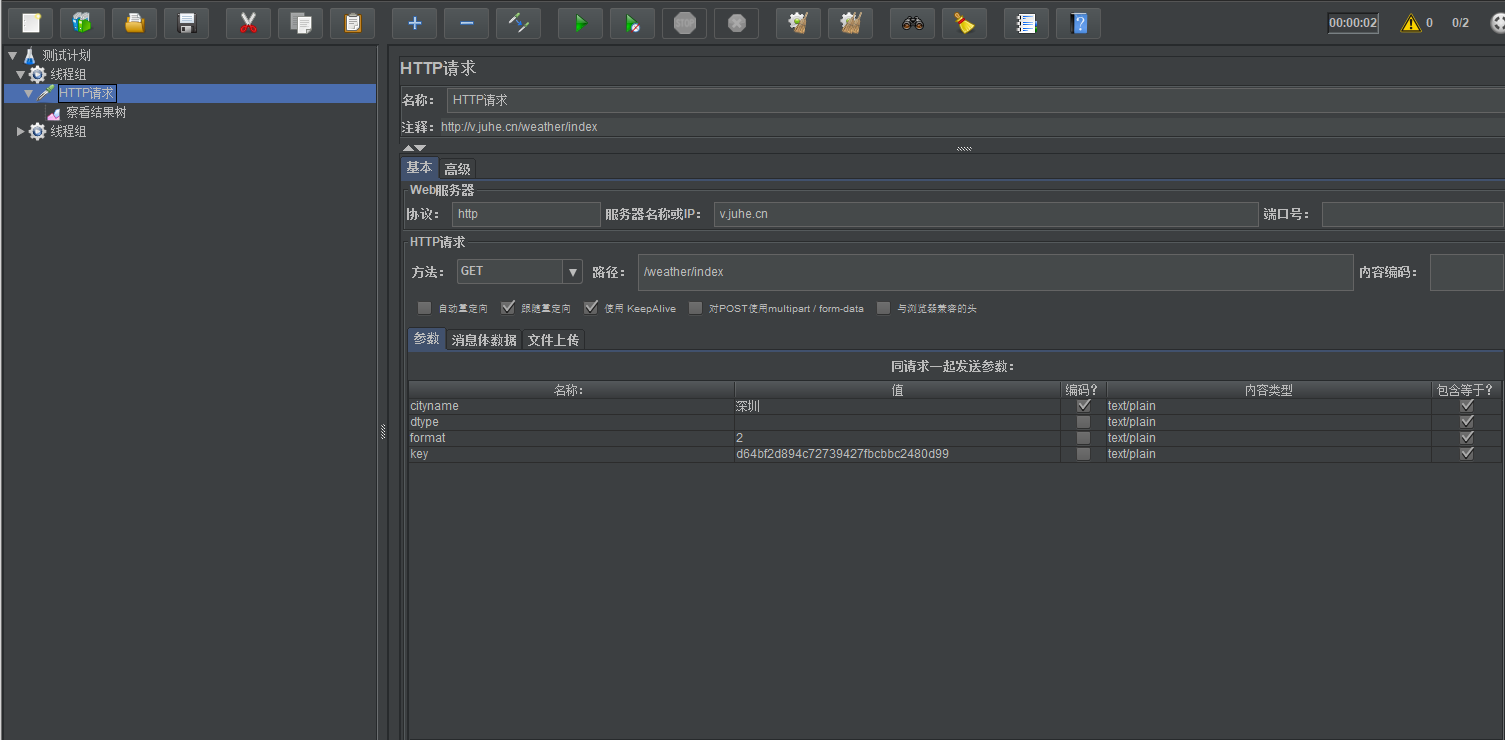 00:00:02 0 0/2
测试计划
线程组
HTTP请求
察看结果树
线程组
HTTP请求
名称： HTTP请求
注释： http://v.juhe.cn/weather/index
基本 高级
Web服务器
协议： http 服务器名称或IP： v.juhe.cn 端口号：
HTTP请求
方法： GET 路径： /weather/index 内容编码：
自动重定向 跟随重定向 使用 KeepAlive 对POST使用multipart / form-data 与浏览器兼容的头
参数 消息体数据 文件上传
同请求一起发送参数：
名称: 值 编码? 内容类型 包含等于?
cityname 深圳 text/plain
dtype text/plain
format 2 text/plain
key d64bf2d894c72739427fbcbbc2480d99 text/plain